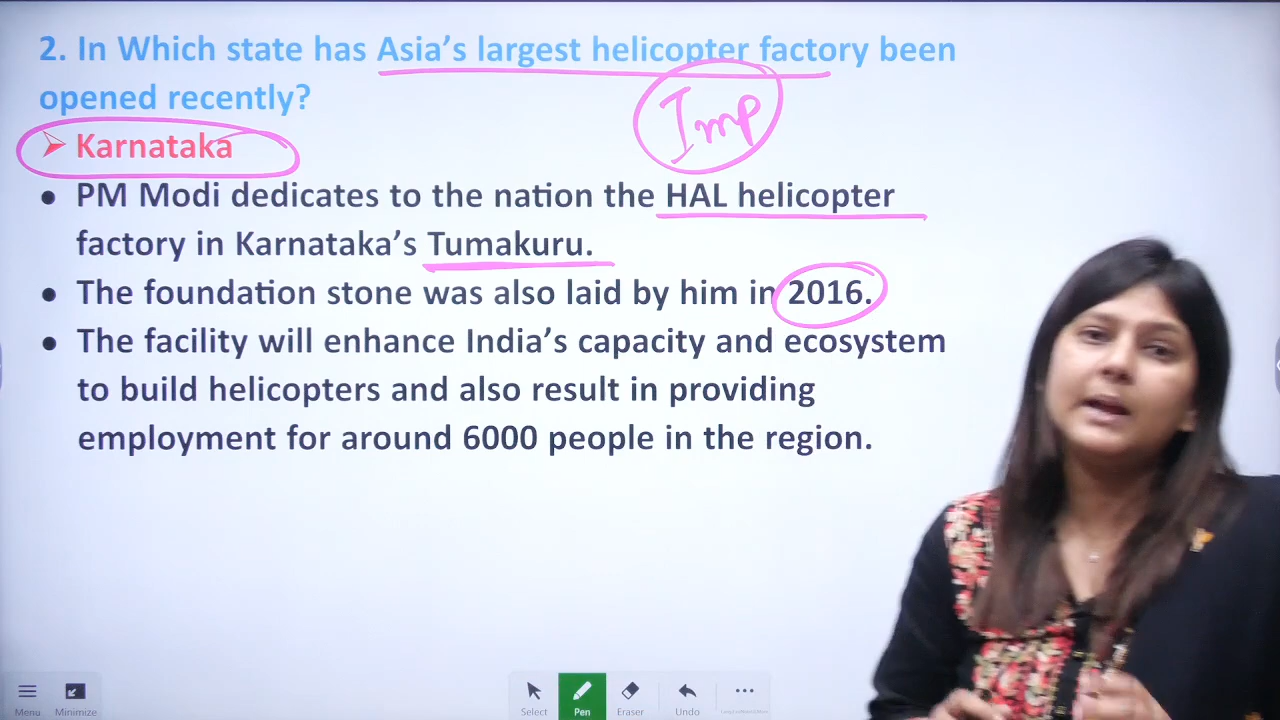 2. In Which state has Asia's largest helicopter factory been
opened recently?
Imp
➢ Karnataka
• PM Modi dedicates to the nation the HAL helicopter
factory in Karnataka's Tumakuru.
• The foundation stone was also laid by him in 2016.
• The facility will enhance India's capacity and ecosystem
to build helicopters and also result in providing
employment for around 6000 people in the region.
Menu Minimize Select Pen Eraser Undo